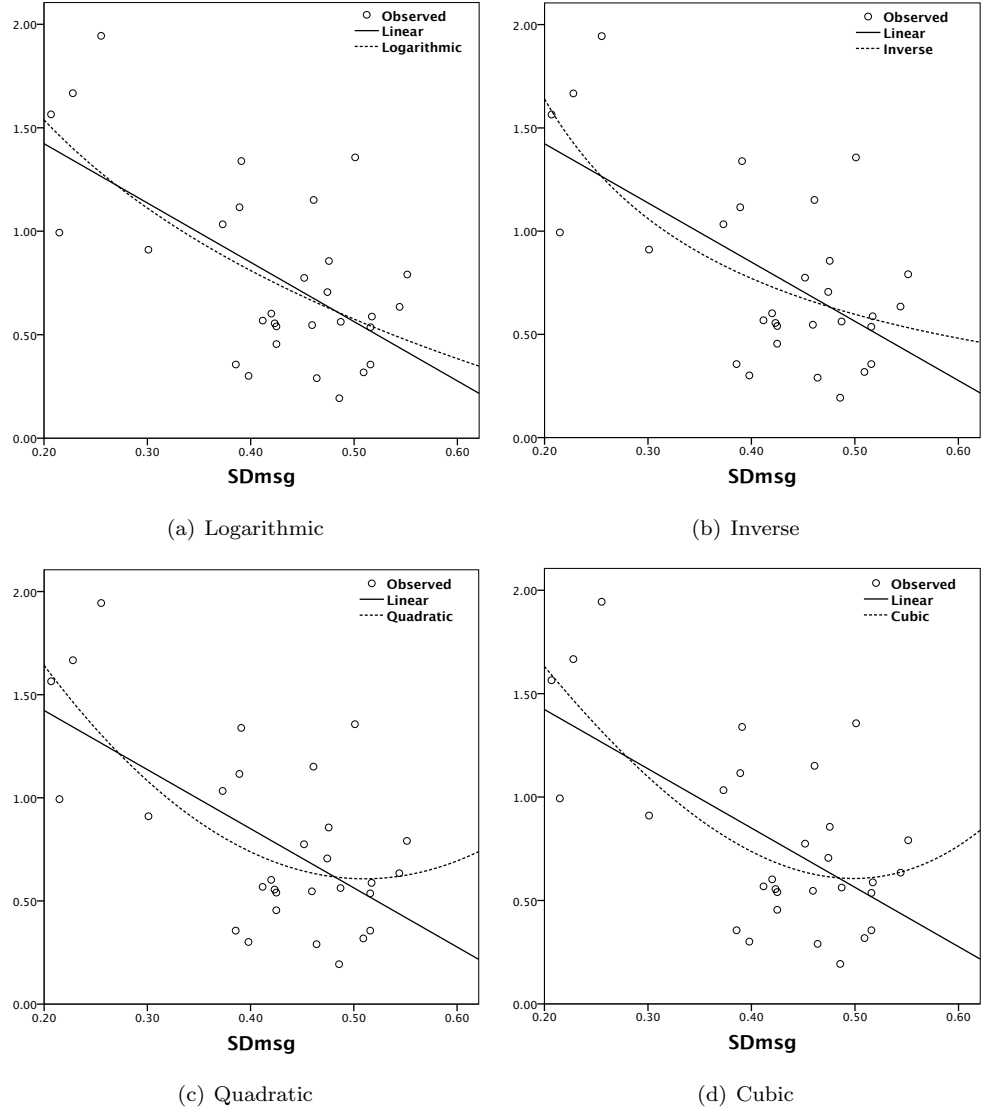 2.00
1.50
1.00
0.50
0.00
0.20 0.30 0.40 0.50 0.60
Observed
Linear
Logarithmic
SDmsg
(a) Logarithmic
2.00
1.50
1.00
0.50
0.00
0.20 0.30 0.40 0.50 0.60
Observed
Linear
Inverse
SDmsg
(b) Inverse
2.00
1.50
1.00
0.50
0.00
0.20 0.30 0.40 0.50 0.60
Observed
Linear
Quadratic
SDmsg
(c) Quadratic
2.00
1.50
1.00
0.50
0.00
0.20 0.30 0.40 0.50 0.60
Observed
Linear
Cubic
SDmsg
(d) Cubic